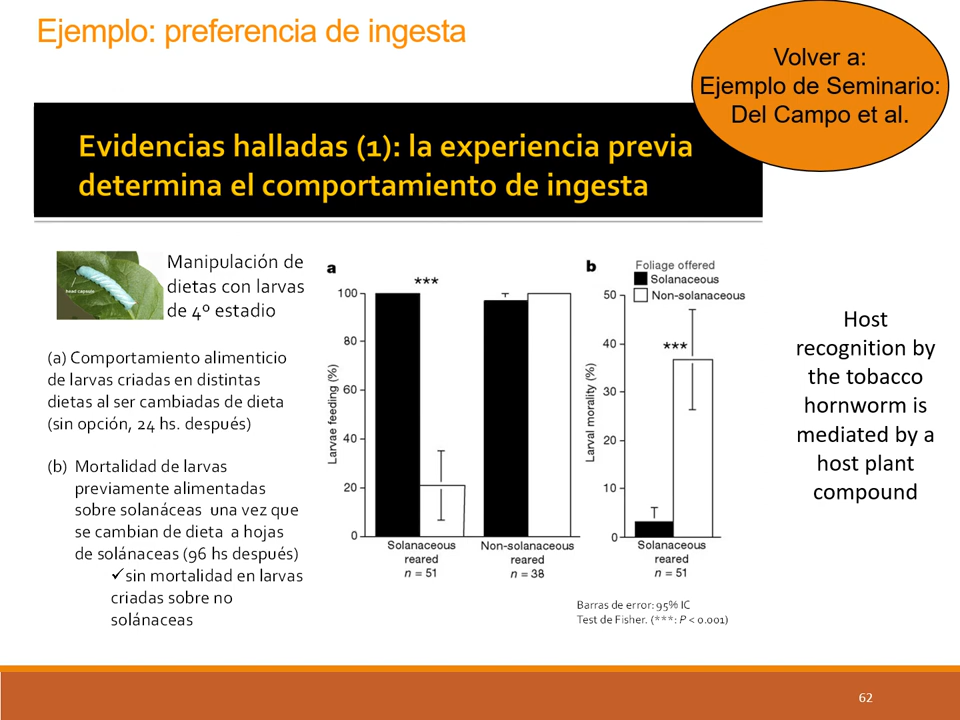 Ejemplo: preferencia de ingesta
Volver a:
Ejemplo de Seminario:
Del Campo et al.
Evidencias halladas (1): la experiencia previa
determina el comportamiento de ingesta
head capsule
Manipulación de
dietas con larvas
de 4º estadio
(a) Comportamiento alimenticio
de larvas criadas en distintas
dietas al ser cambiadas de dieta
(sin opción, 24 hs. después)
(b) Mortalidad de larvas
previamente alimentadas
sobre solanáceas una vez que
se cambian de dieta a hojas
de solánaceas (96 hs después)
✓sin mortalidad en larvas
criadas sobre no
solánaceas
a
***
100
80
60
40
20
0
Larvae feeding (%)
Solanaceous
reared
n = 51
Non-solanaceous
reared
n = 38
b
Foliage offered
Solanaceous
Non-solanaceous
50
40
30
20
10
0
***
Larval morality (%)
Solanaceous
reared
n = 51
Barras de error: 95% IC
Test de Fisher. (***: P < 0.001)
Host
recognition by
the tobacco
hornworm is
mediated by a
host plant
compound
62